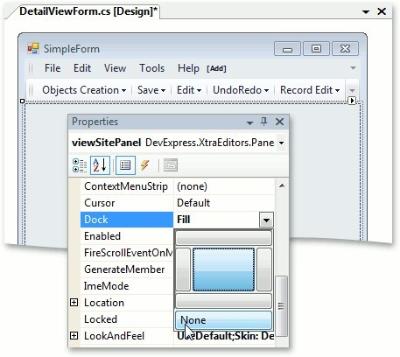 DetailViewForm.cs [Design]*
SimpleForm
File Edit View Tools Help [Add]
Objects Creation Save Edit UndoRedo Record Edit
Properties
viewSitePanel DevExpress.XtraEditors.Pane
ContextMenuStrip (none)
Cursor Default
Dock Fill
Enabled
FireScrollEventOnM
GenerateMember
ImeMode
Location
Locked None
LookAndFeel Default;Skin: De